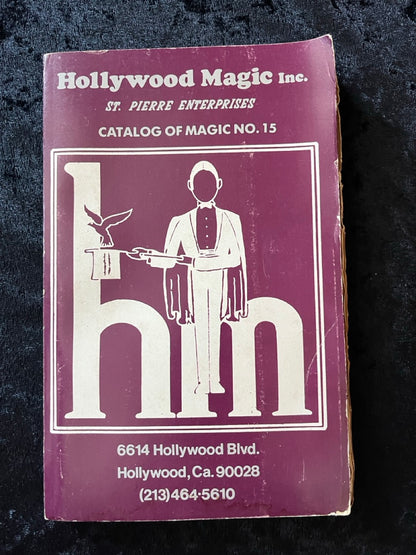 Hollywood Magic Inc.
ST. PIERRE ENTERPRISES
CATALOG OF MAGIC NO. 15
hm
6614 Hollywood Blvd.
Hollywood, Ca. 90028
(213)464-5610